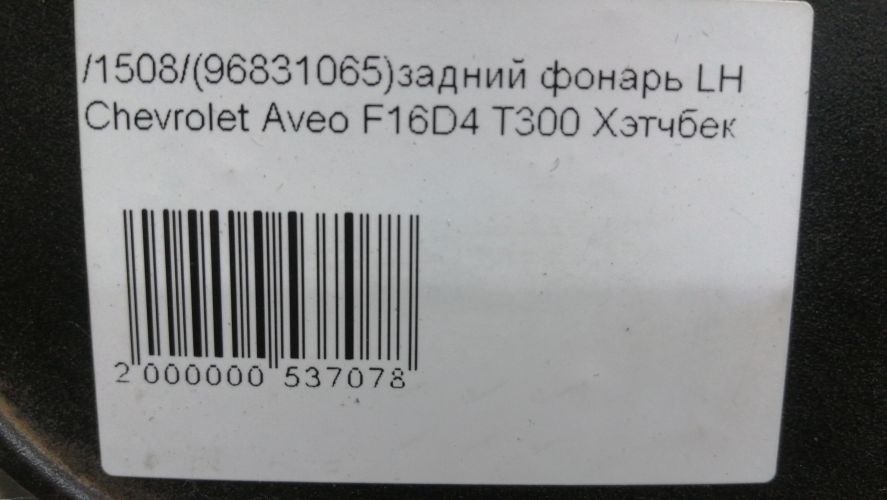 /1508/(96831065)задний фонарь LH
Chevrolet Aveo F16D4 T300 Хэтчбек
2 000000 537078